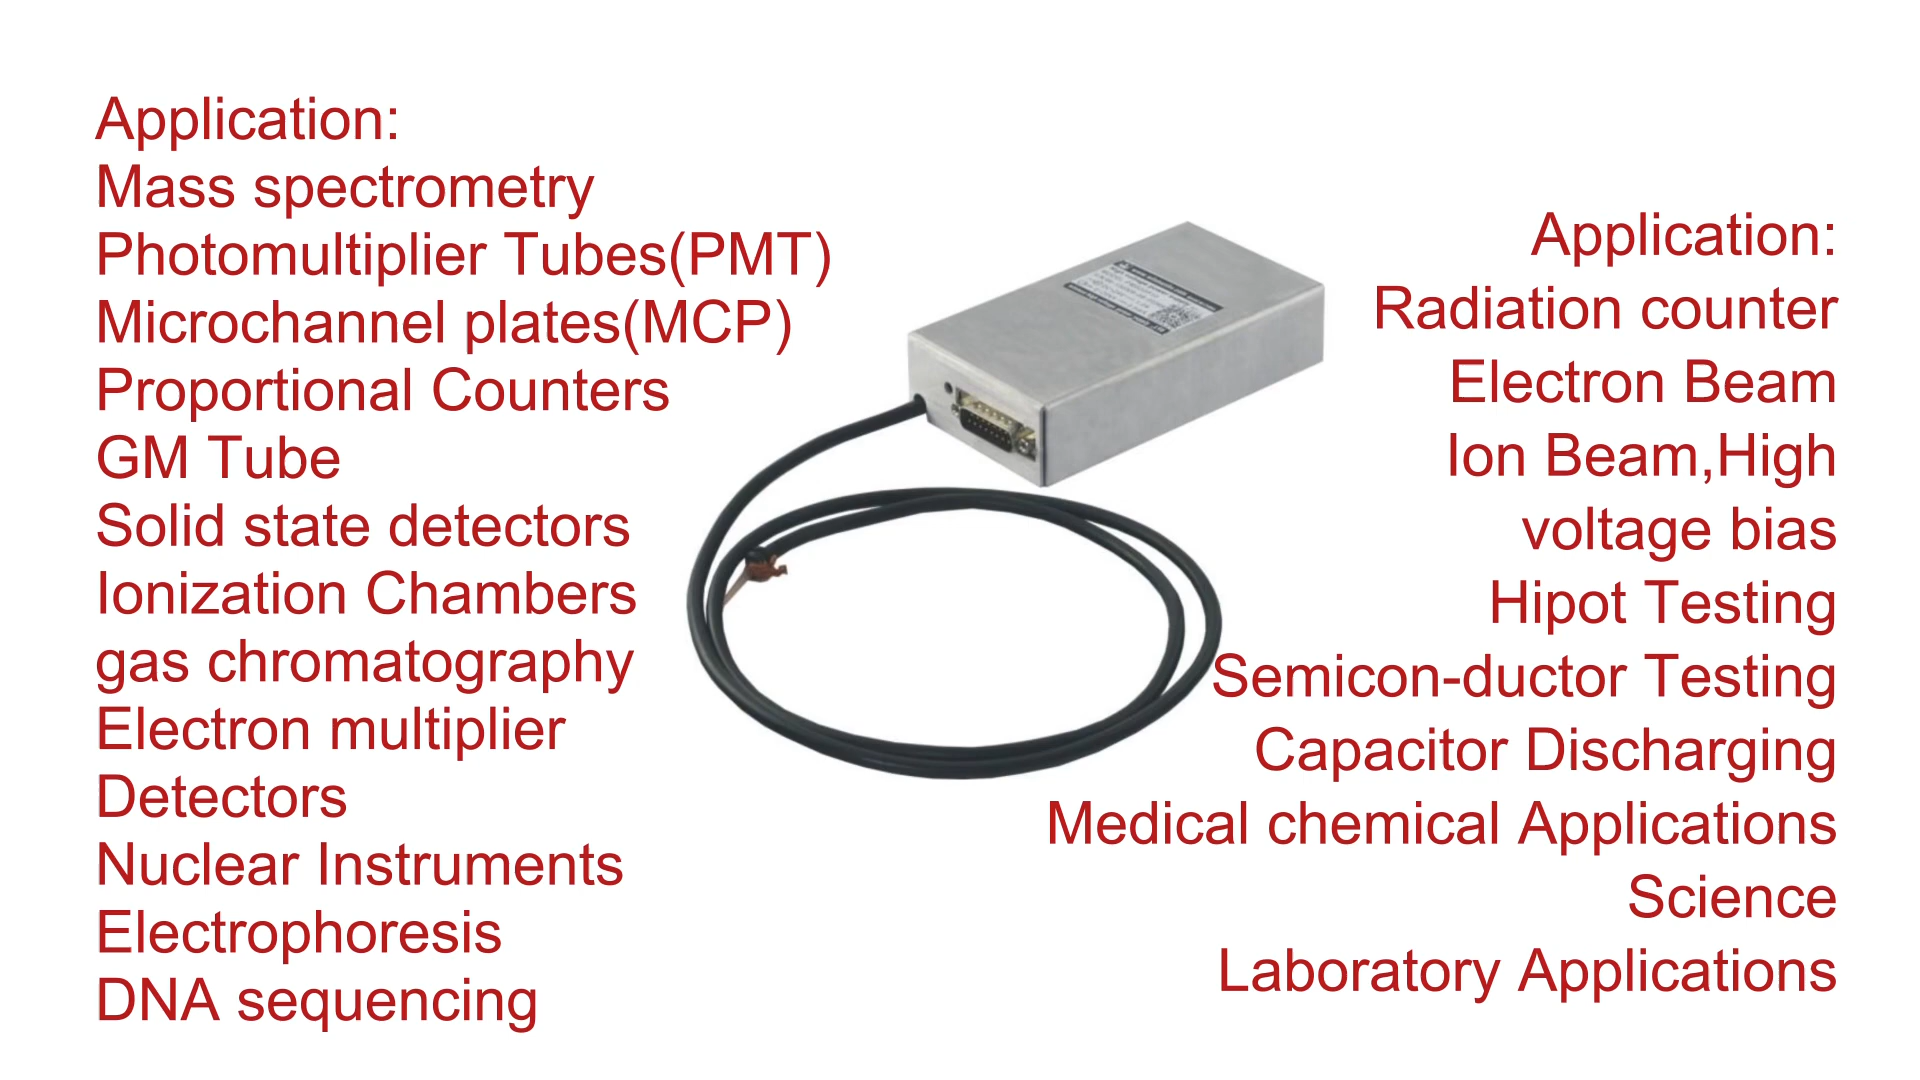 Application:
Mass spectrometry
Photomultiplier Tubes(PMT)
Microchannel plates(MCP)
Proportional Counters
GM Tube
Solid state detectors
Ionization Chambers
gas chromatography
Electron multiplier
Detectors
Nuclear Instruments
Electrophoresis
DNA sequencing
Application:
Radiation counter
Electron Beam
Ion Beam,High
voltage bias
Hipot Testing
Semicon-ductor Testing
Capacitor Discharging
Medical chemical Applications
Science
Laboratory Applications